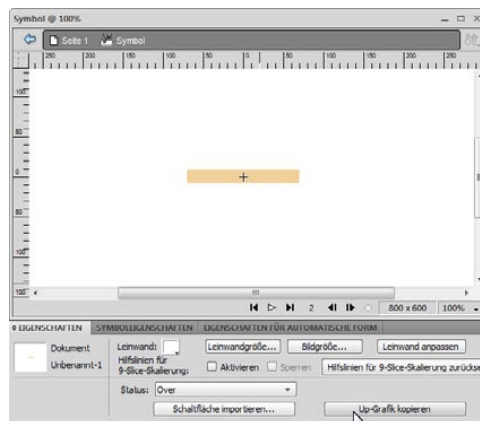 Symbol @ 100%
Seite 1 Symbol
250 200 150 100 50 0 50 100 150 200 250
100
50
0
50
100
150
2 800 x 600 100%
EIGENSCHAFTEN SYMBOLEIGENSCHAFTEN EIGENSCHAFTEN FÜR AUTOMATISCHE FORM
Dokument
Unbenannt-1
Leinwand: Leinwandgröße... Bildgröße... Leinwand anpassen
Hilfslinien für
9-Slice-Skalierung: Aktivieren Sperren Hilfslinien für 9-Slice-Skalierung zurückse
Status: Over
Schaltfläche importieren... Up-Grafik kopieren